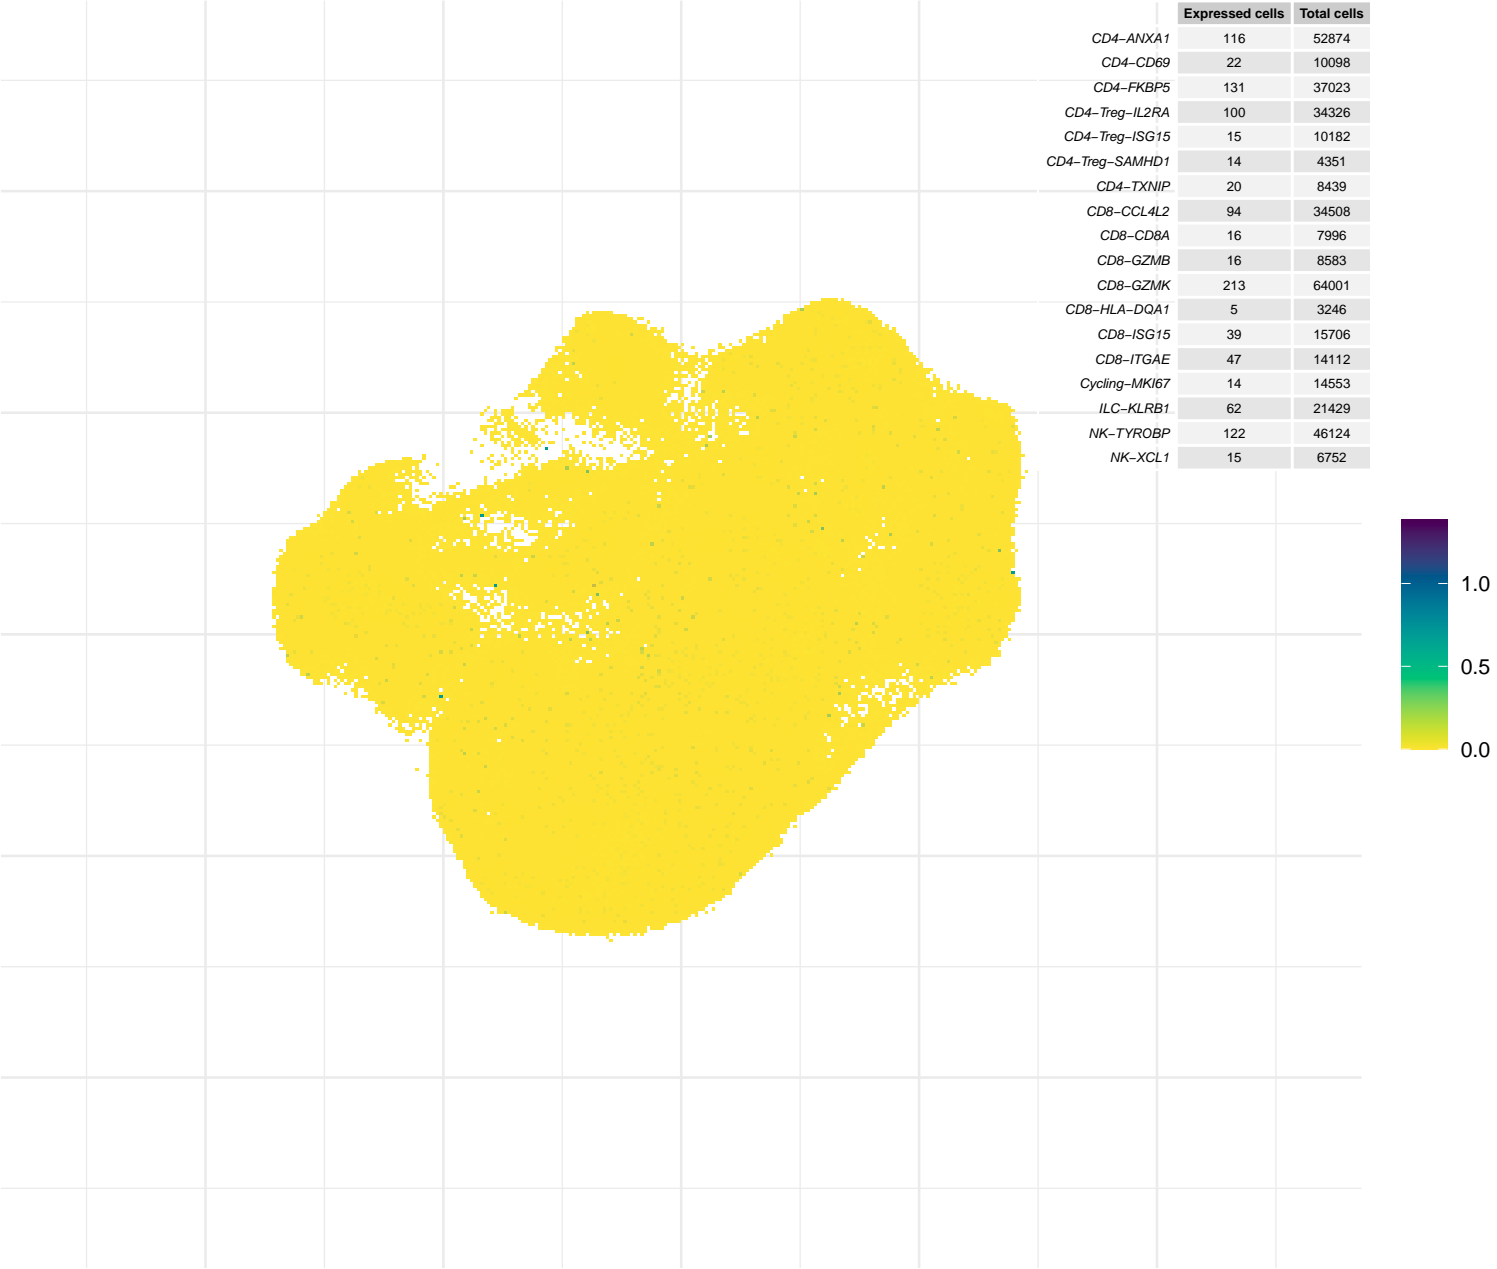 Expressed cells Total cells
CD4−ANXA1 116 52874
CD4−CD69 22 10098
CD4−FKBP5 131 37023
CD4−Treg−IL2RA 100 34326
CD4−Treg−ISG15 15 10182
CD4−Treg−SAMHD1 14 4351
CD4−TXNIP 20 8439
CD8−CCL4L2 94 34508
CD8−CD8A 16 7996
CD8−GZMB 16 8583
CD8−GZMK 213 64001
CD8−HLA−DQA1 5 3246
CD8−ISG15 39 15706
CD8−ITGAE 47 14112
Cycling−MKI67 14 14553
ILC−KLRB1 62 21429
NK−TYROBP 122 46124
NK−XCL1 15 6752
1.0
0.5
0.0